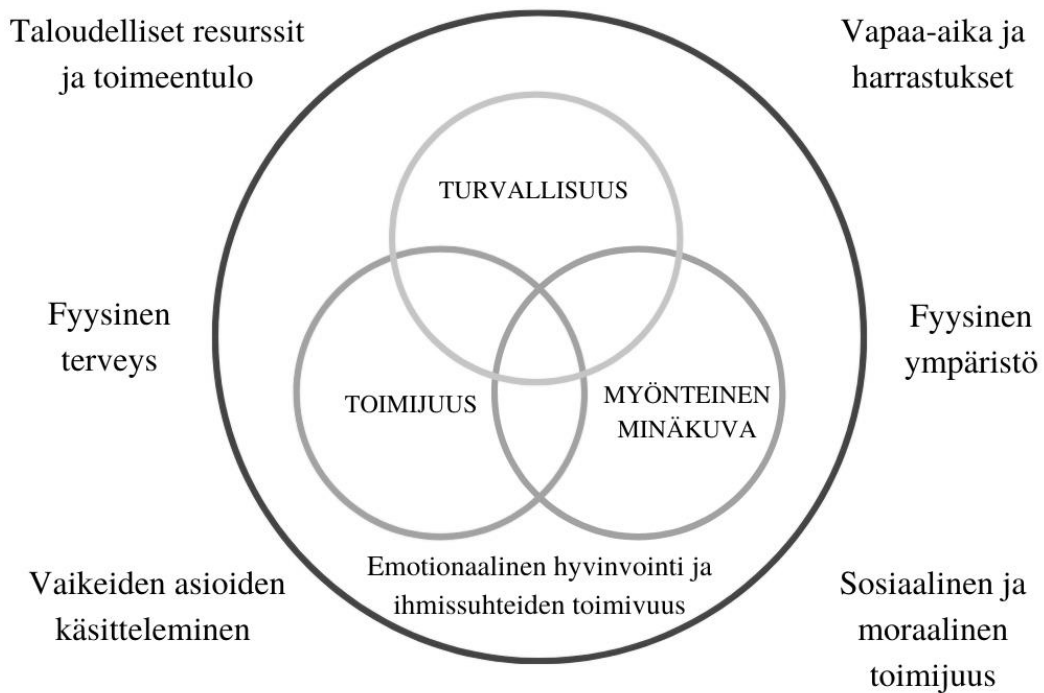 Taloudelliset resurssit
ja toimeentulo
Vapaa-aika ja
harrastukset
TURVALLISUUS
Fyysinen
terveys
Fyysinen
ympäristö
TOIMIJUUS
MYÖNTEINEN
MINÄKUVA
Emotionaalinen hyvinvointi ja
ihmissuhteiden toimivuus
Vaikeiden asioiden
käsitteleminen
Sosiaalinen ja
moraalinen
toimijuus